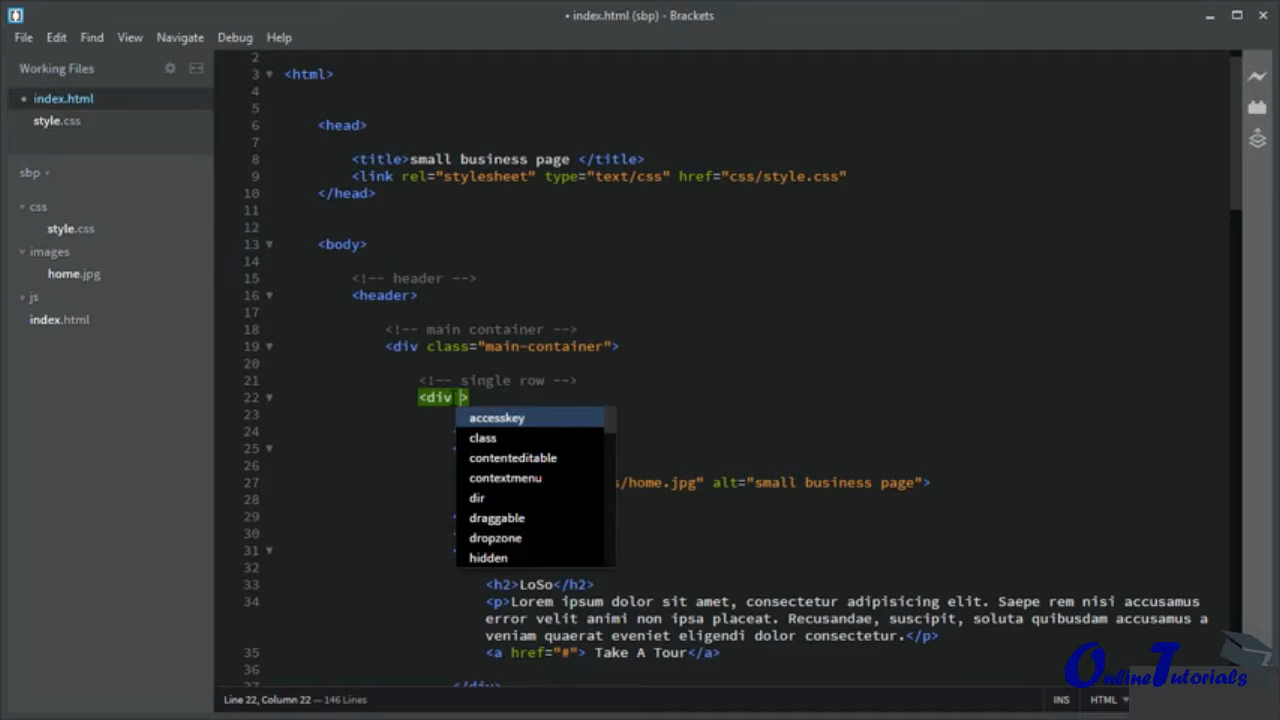 • index.html (sbp) - Brackets
File Edit Find View Navigate Debug Help
Working Files
index.html
style.css
sbp
css
style.css
images
home.jpg
js
index.html
2
3 <html>
4
5
6 <head>
7
8 <title>small business page </title>
9 <link rel="stylesheet" type="text/css" href="css/style.css"
10 </head>
11
12
13 <body>
14
15 <!-- header -->
16 <header>
17
18 <!-- main container -->
19 <div class="main-container">
20
21 <!-- single row -->
22 <div >
23 accesskey
24 class
25 contenteditable
26 contextmenu
27 s/home.jpg" alt="small business page">
28 dir
29 draggable
30 dropzone
31 hidden
32
33 <h2>LoSo</h2>
34 <p>Lorem ipsum dolor sit amet, consectetur adipisicing elit. Saepe rem nisi accusamus
error velit animi non ipsa placeat. Recusandae, suscipit, soluta quibusdam accusamus a
veniam quaerat eveniet eligendi dolor consectetur.</p>
35 <a href="#"> Take A Tour</a>
36
Line 22, Column 22 — 146 Lines
INS HTML
OnlineTutorials